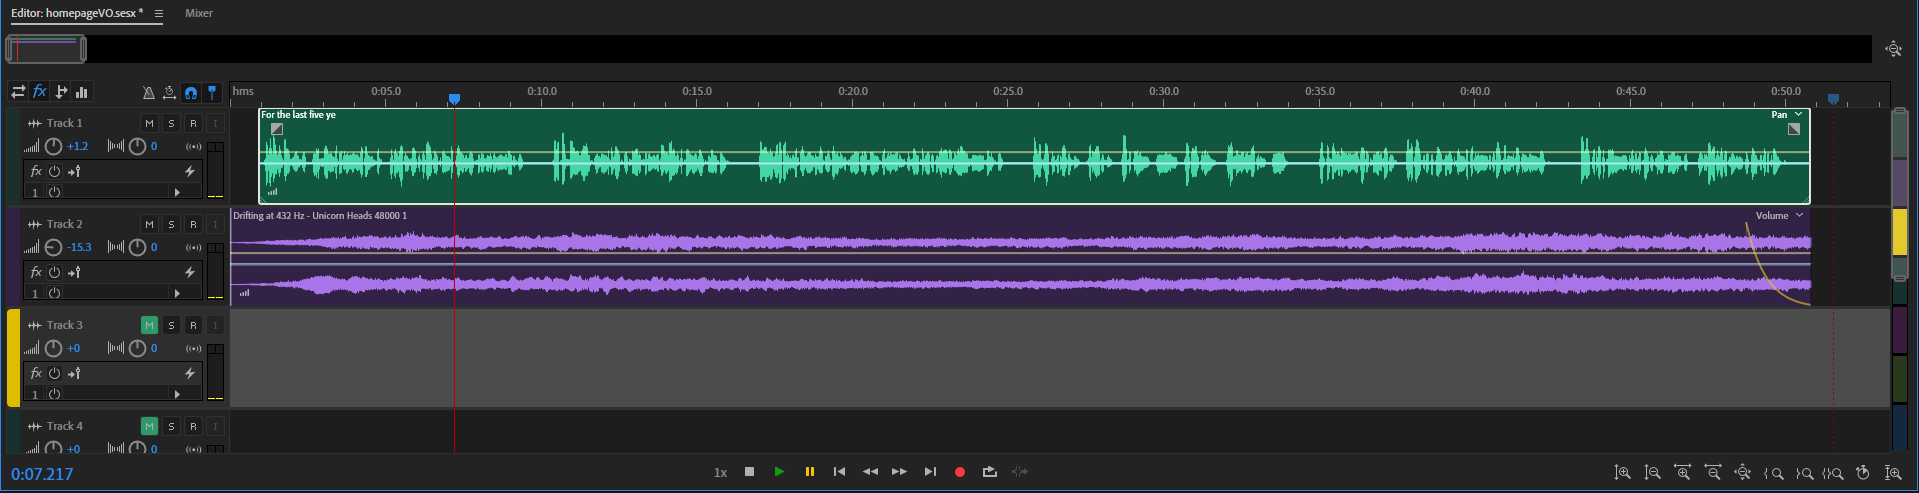 Editor: homepageVO.sesx *
Mixer
hms 0:05.0 0:10.0 0:15.0 0:20.0 0:25.0 0:30.0 0:35.0 0:40.0 0:45.0 0:50.0
Track 1 M S R I
For the last five ye
Pan
+1.2 0
fx
1
Track 2 M S R I
Drifting at 432 Hz - Unicorn Heads 48000 1
Volume
-15.3 0
fx
1
Track 3 M S R I
+0 0
fx
1
Track 4 M S R I
+0 0
0:07.217
1x